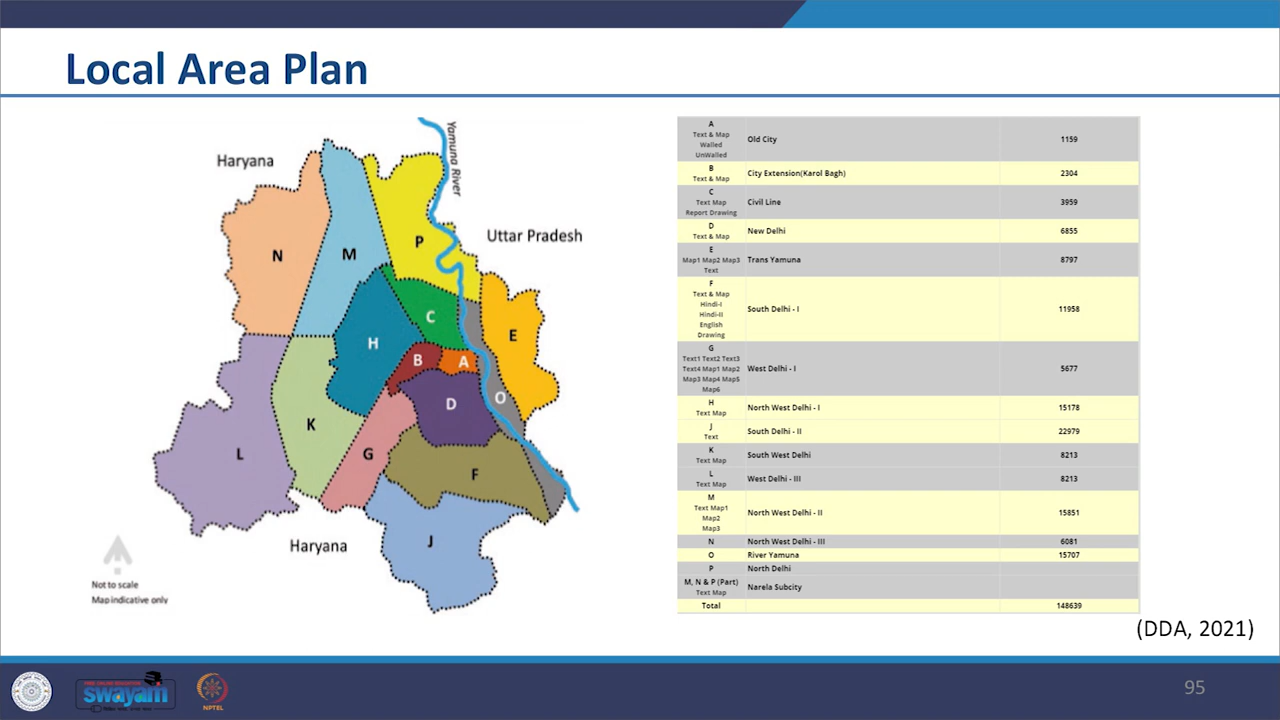 Local Area Plan
Haryana
Yamuna River
Uttar Pradesh
N
M
P
C
E
H
B
A
D
O
K
G
L
F
J
Haryana
Not to scale
Map indicative only
A
Text & Map
Walled
UnWalled
Old City
1159
B
Text & Map
City Extension(Karol Bagh)
2304
C
Text Map
Report Drawing
Civil Line
3959
D
Text & Map
New Delhi
6855
E
Map1 Map2 Map3
Text
Trans Yamuna
8797
F
Text & Map
Hindi-I
Hindi-II
English
Drawing
South Delhi - I
11958
G
Text1 Text2 Text3
Text4 Map1 Map2
Map3 Map4 Map5
Map6
West Delhi - I
5677
H
Text Map
North West Delhi - I
15178
J
Text
South Delhi - II
22979
K
Text Map
South West Delhi
8213
L
Text Map
West Delhi - III
8213
M
Text Map1
Map2
Map3
North West Delhi - II
15851
N
North West Delhi - III
6081
O
River Yamuna
15707
P
North Delhi
M, N & P (Part)
Text Map
Narela Subcity
Total
148639
(DDA, 2021)
FREE ONLINE EDUCATION
swayam
NPTEL
95